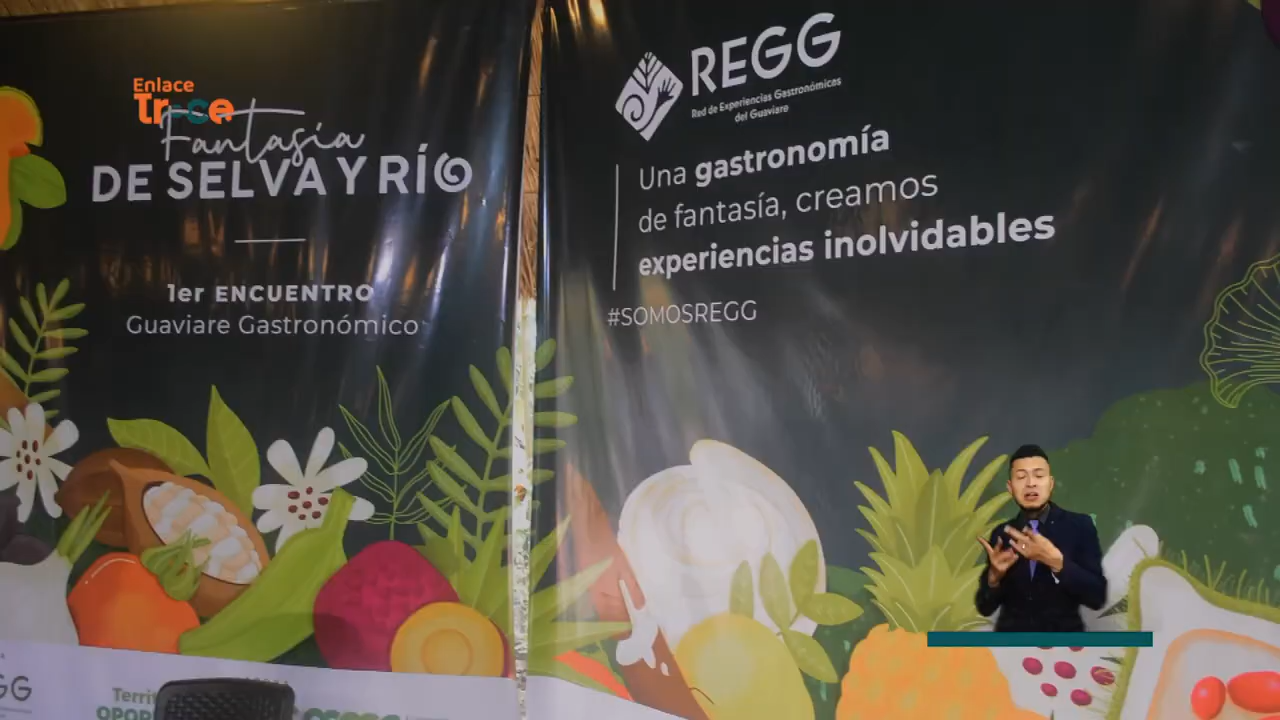 Enlace
Trece
Fantasía
DE SELVA Y RÍO
1er ENCUENTRO
Guaviare Gastronómico
REGG
Red de Experiencias Gastronómicas
del Guaviare
Una gastronomía
de fantasía, creamos
experiencias inolvidables
#SOMOSREGG